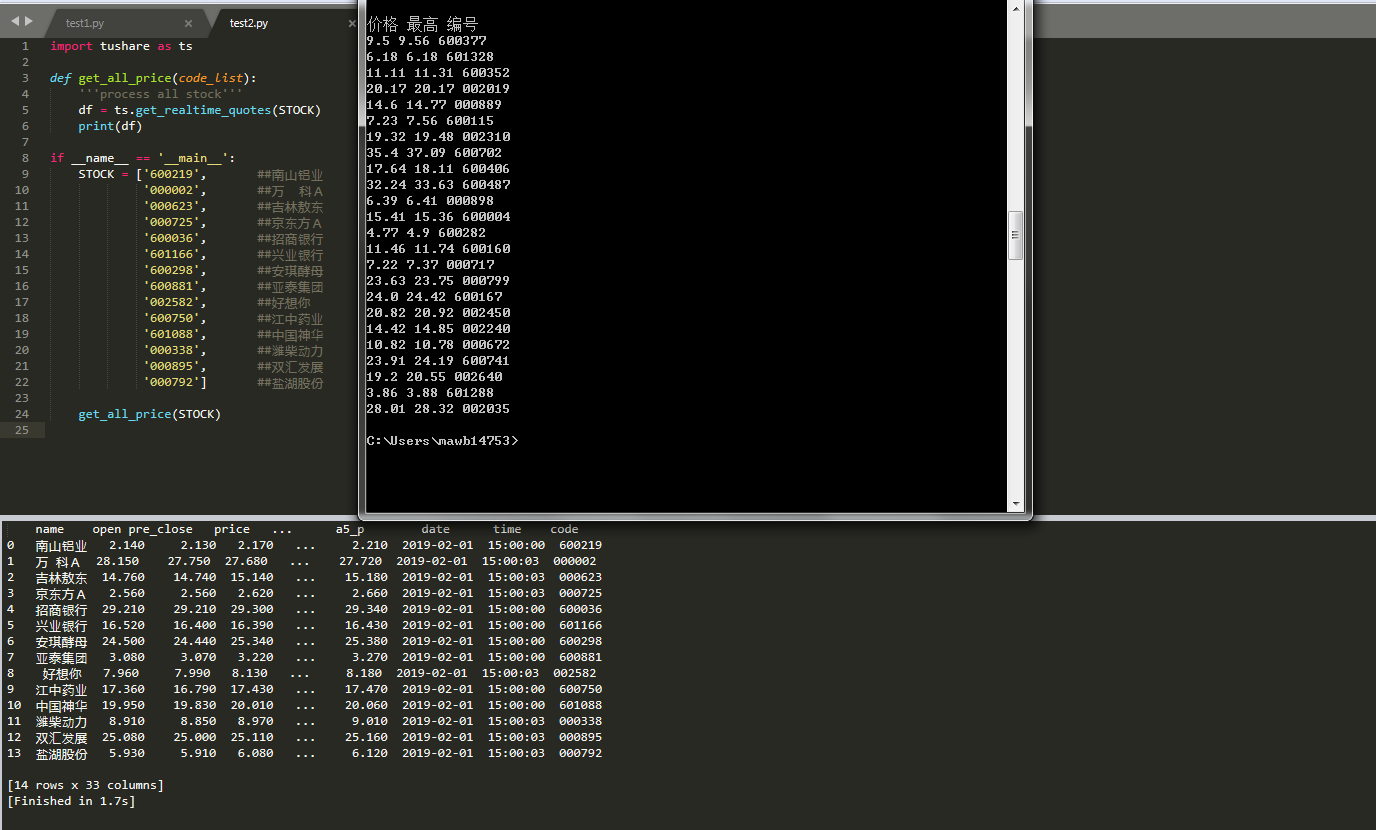 test1.py × test2.py ×
1 import tushare as ts
2
3 def get_all_price(code_list):
4 '''process all stock'''
5 df = ts.get_realtime_quotes(STOCK)
6 print(df)
7
8 if __name__ == '__main__':
9 STOCK = ['600219', ##南山铝业
10 '000002', ##万 科A
11 '000623', ##吉林敖东
12 '000725', ##京东方A
13 '600036', ##招商银行
14 '601166', ##兴业银行
15 '600298', ##安琪酵母
16 '600881', ##亚泰集团
17 '002582', ##好想你
18 '600750', ##江中药业
19 '601088', ##中国神华
20 '000338', ##潍柴动力
21 '000895', ##双汇发展
22 '000792'] ##盐湖股份
23
24 get_all_price(STOCK)
25
价格 最高 编号
9.5 9.56 600377
6.18 6.18 601328
11.11 11.31 600352
20.17 20.17 002019
14.6 14.77 000889
7.23 7.56 600115
19.32 19.48 002310
35.4 37.09 600702
17.64 18.11 600406
32.24 33.63 600487
6.39 6.41 000898
15.41 15.36 600004
4.77 4.9 600282
11.46 11.74 600160
7.22 7.37 000717
23.63 23.75 000799
24.0 24.42 600167
20.82 20.92 002450
14.42 14.85 002240
10.82 10.78 000672
23.91 24.19 600741
19.2 20.55 002640
3.86 3.88 601288
28.01 28.32 002035
C:\Users\mawb14753>
name open pre_close price ... a5_p date time code
0 南山铝业 2.140 2.130 2.170 ... 2.210 2019-02-01 15:00:00 600219
1 万 科A 28.150 27.750 27.680 ... 27.720 2019-02-01 15:00:03 000002
2 吉林敖东 14.760 14.740 15.140 ... 15.180 2019-02-01 15:00:03 000623
3 京东方A 2.560 2.560 2.620 ... 2.660 2019-02-01 15:00:03 000725
4 招商银行 29.210 29.210 29.300 ... 29.340 2019-02-01 15:00:00 600036
5 兴业银行 16.520 16.400 16.390 ... 16.430 2019-02-01 15:00:00 601166
6 安琪酵母 24.500 24.440 25.340 ... 25.380 2019-02-01 15:00:00 600298
7 亚泰集团 3.080 3.070 3.220 ... 3.270 2019-02-01 15:00:00 600881
8 好想你 7.960 7.990 8.130 ... 8.180 2019-02-01 15:00:03 002582
9 江中药业 17.360 16.790 17.430 ... 17.470 2019-02-01 15:00:00 600750
10 中国神华 19.950 19.830 20.010 ... 20.060 2019-02-01 15:00:00 601088
11 潍柴动力 8.910 8.850 8.970 ... 9.010 2019-02-01 15:00:03 000338
12 双汇发展 25.080 25.000 25.110 ... 25.160 2019-02-01 15:00:03 000895
13 盐湖股份 5.930 5.910 6.080 ... 6.120 2019-02-01 15:00:03 000792
[14 rows x 33 columns]
[Finished in 1.7s]